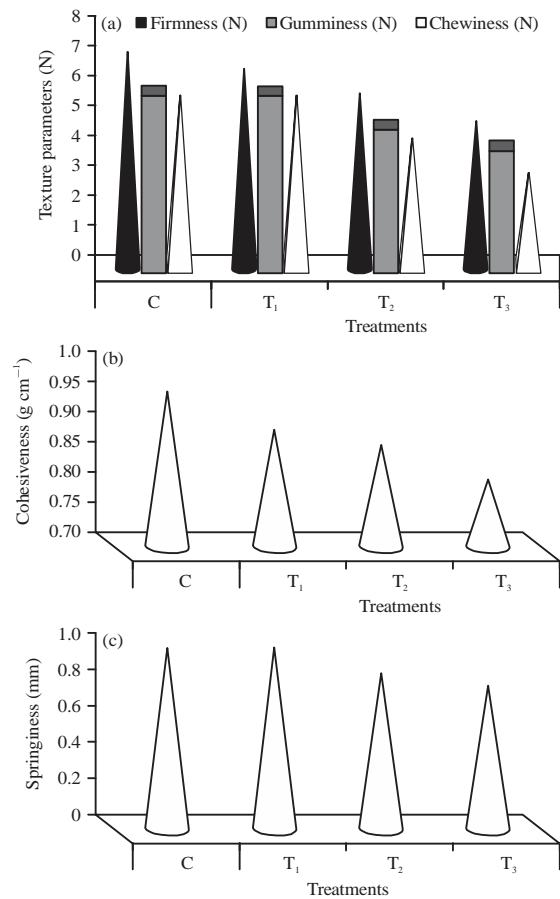 (a) Firmness (N) Gumminess (N) Chewiness (N)
Texture parameters (N)
8
7
6
5
4
3
2
1
0
C T₁ T₂ T₃
Treatments
(b)
Cohesiveness (g cm⁻¹)
1.0
0.95
0.90
0.85
0.80
0.75
0.70
C T₁ T₂ T₃
Treatments
(c)
Springiness (mm)
1.0
0.8
0.6
0.4
0.2
0
C T₁ T₂ T₃
Treatments